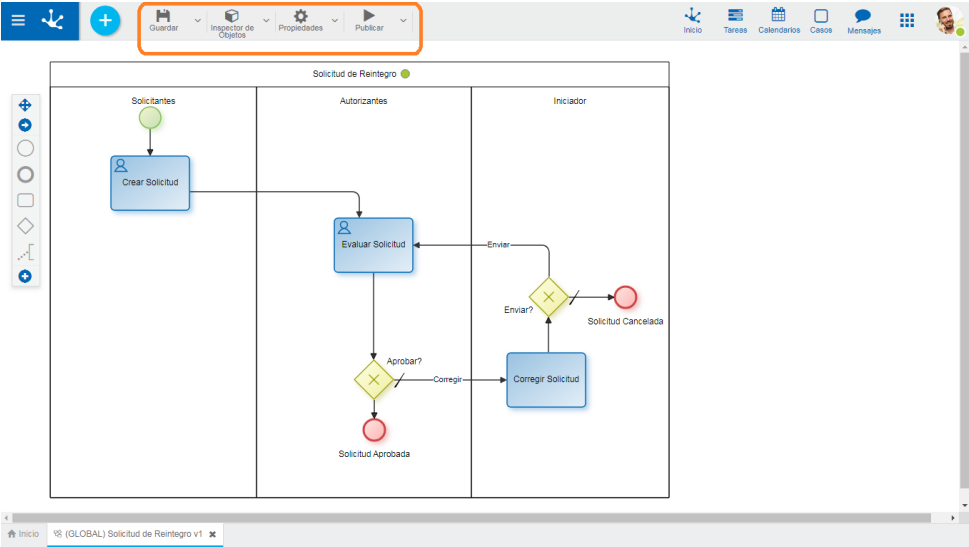 Guardar
Inspector de
Objetos
Propiedades
Publicar
Inicio
Tareas
Calendarios
Casos
Mensajes
Solicitud de Reintegro
Solicitantes
Autorizantes
Iniciador
Crear Solicitud
Evaluar Solicitud
Enviar
Enviar?
Solicitud Cancelada
Aprobar?
Corregir
Corregir Solicitud
Solicitud Aprobada
Inicio
(GLOBAL) Solicitud de Reintegro v1